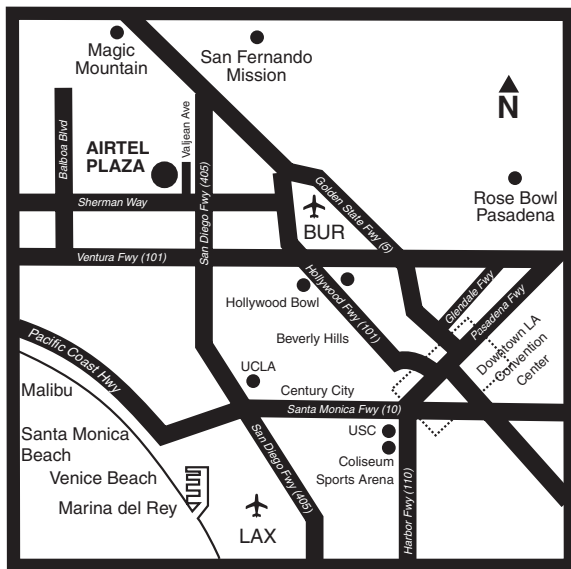 Magic
Mountain
San Fernando
Mission
N
Balboa Blvd
AIRTEL
PLAZA
Valjean Ave
San Diego Fwy (405)
Golden State Fwy (5)
Rose Bowl
Pasadena
Sherman Way
BUR
Ventura Fwy (101)
Hollywood Fwy (101)
Hollywood Bowl
Glendale Fwy
Pasadena Fwy
Pacific Coast Hwy
Beverly Hills
Downtown LA
Convention
Center
UCLA
Malibu
Century City
Santa Monica Fwy (10)
Santa Monica
Beach
San Diego Fwy (405)
USC
Coliseum
Sports Arena
Venice Beach
Marina del Rey
LAX
Harbor Fwy (110)